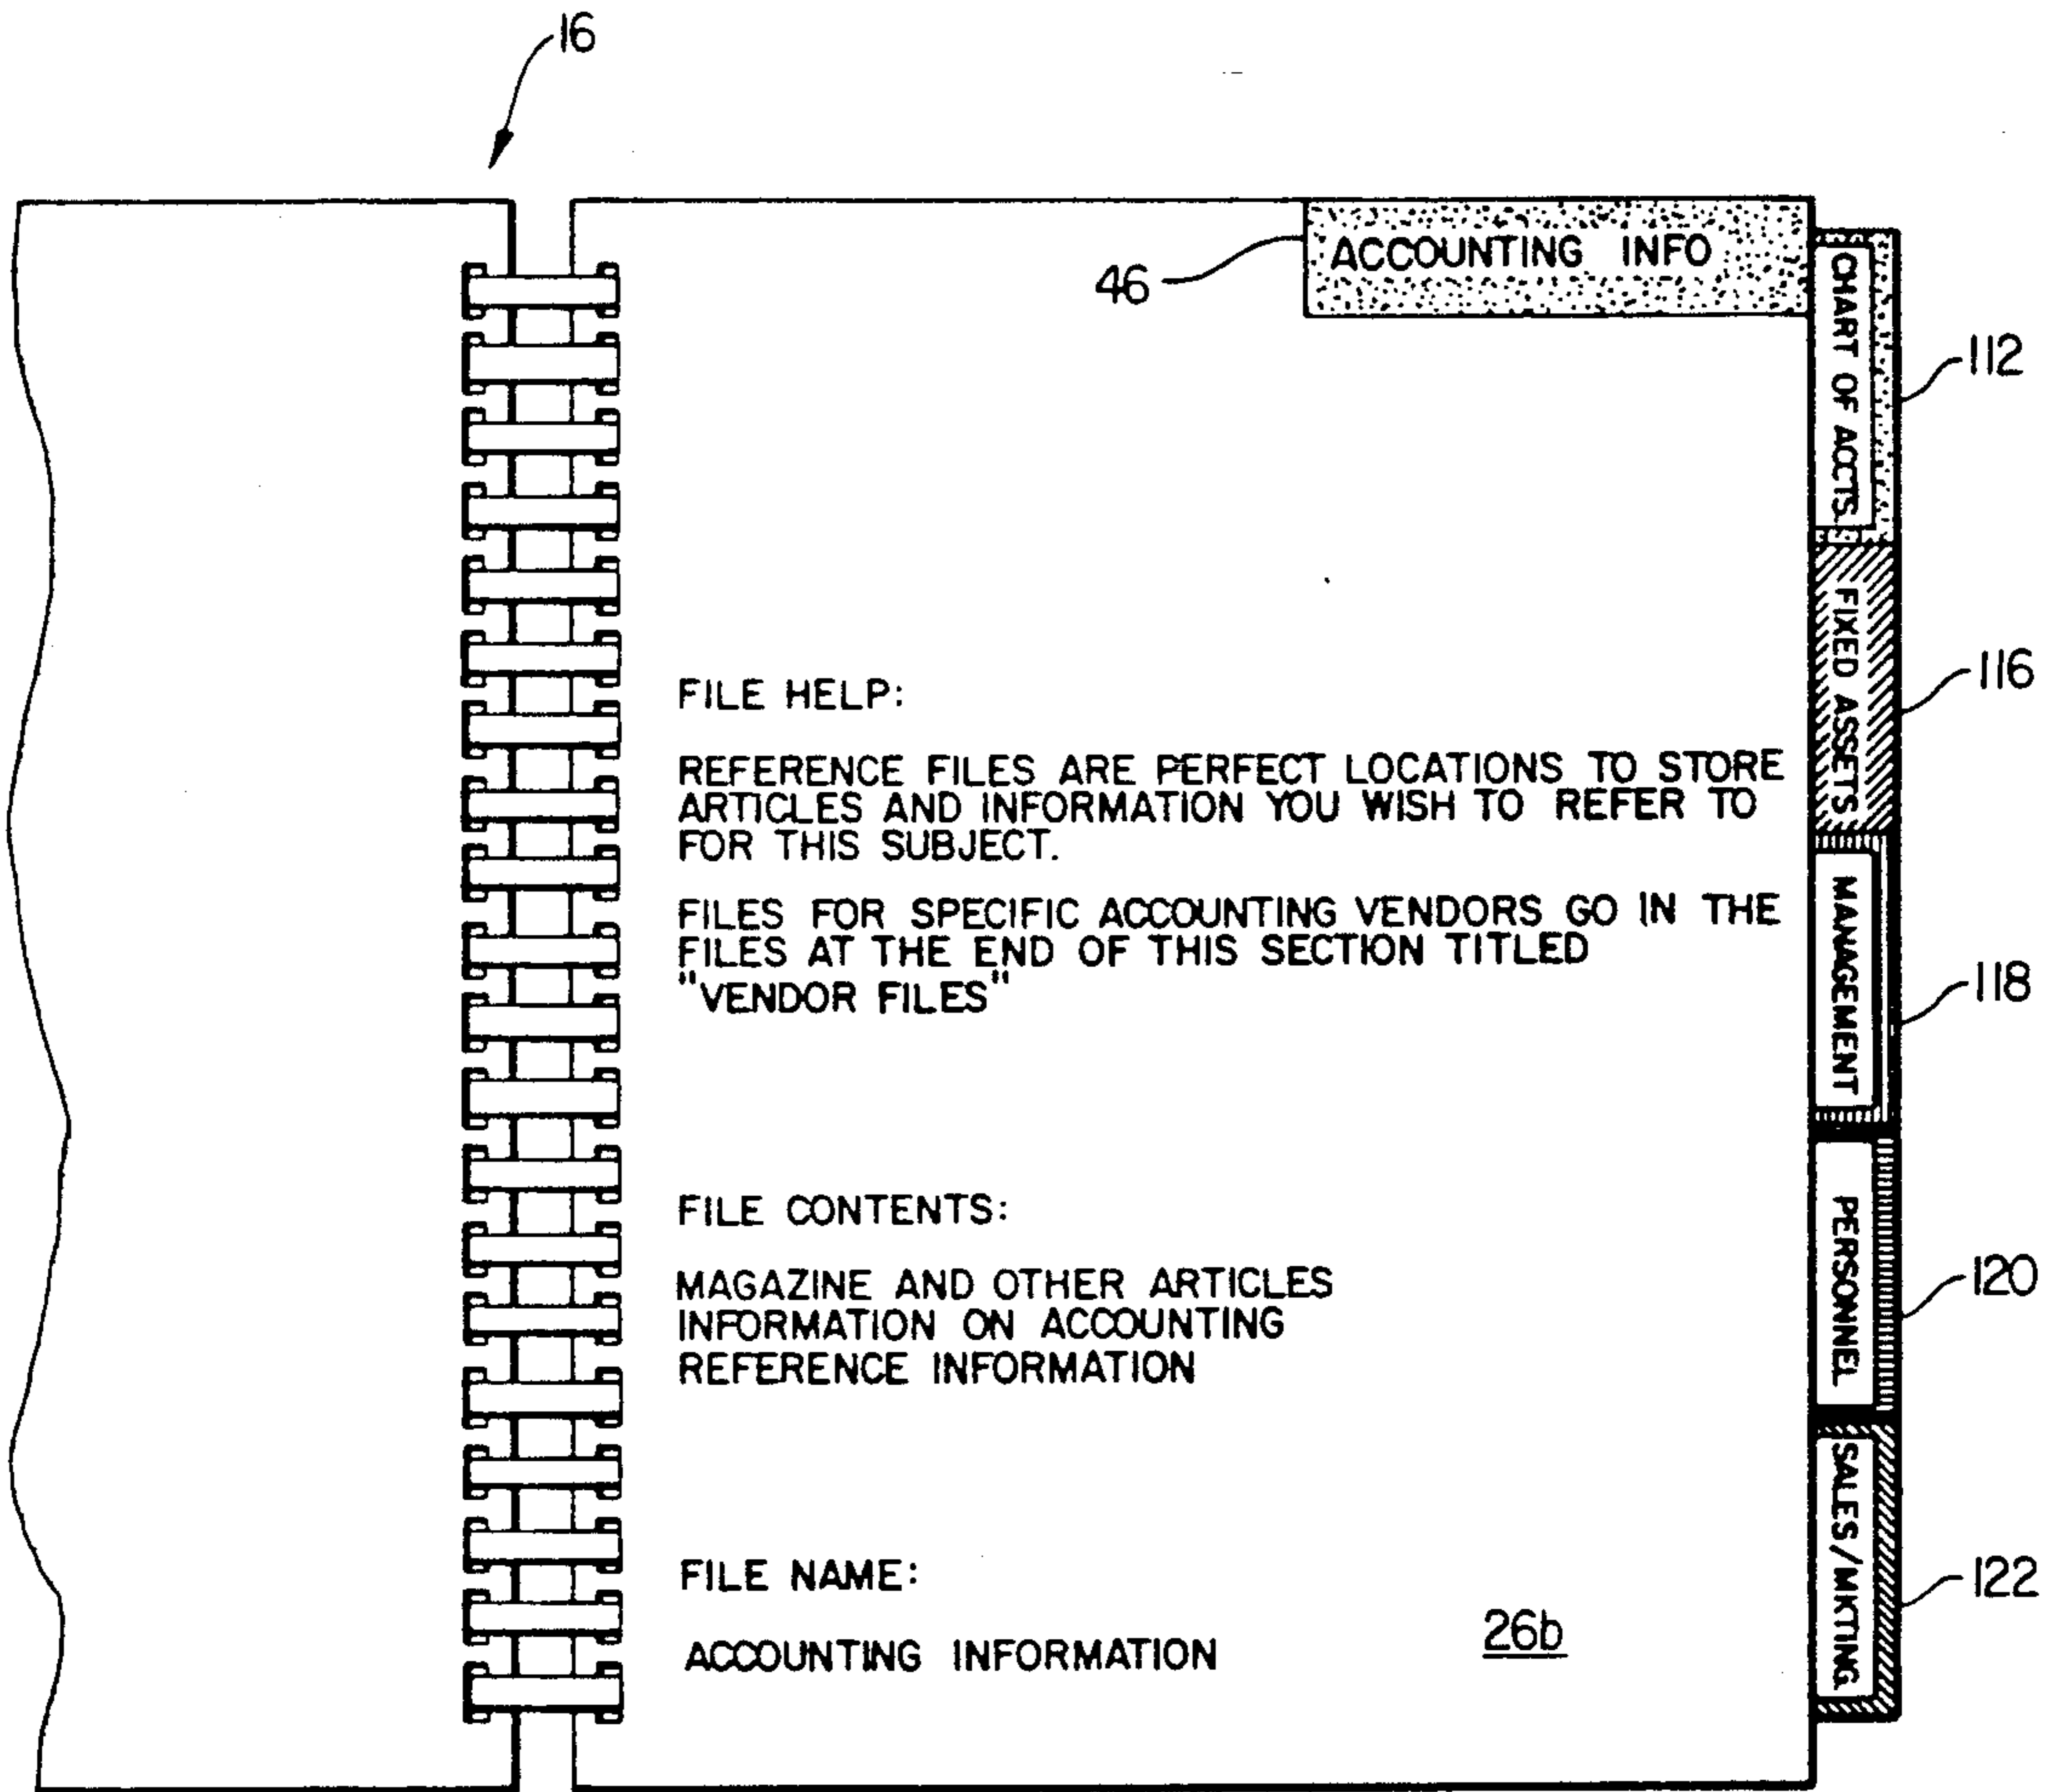 16
ACCOUNTING INFO
46
CHART OF ACCTS.
112
FIXED ASSETS
116
FILE HELP:
REFERENCE FILES ARE PERFECT LOCATIONS TO STORE
ARTICLES AND INFORMATION YOU WISH TO REFER TO
FOR THIS SUBJECT.
FILES FOR SPECIFIC ACCOUNTING VENDORS GO IN THE
FILES AT THE END OF THIS SECTION TITLED
"VENDOR FILES"
MANAGEMENT
118
FILE CONTENTS:
MAGAZINE AND OTHER ARTICLES
INFORMATION ON ACCOUNTING
REFERENCE INFORMATION
PERSONNEL
120
FILE NAME:
ACCOUNTING INFORMATION
26b
SALES/MKTING
122